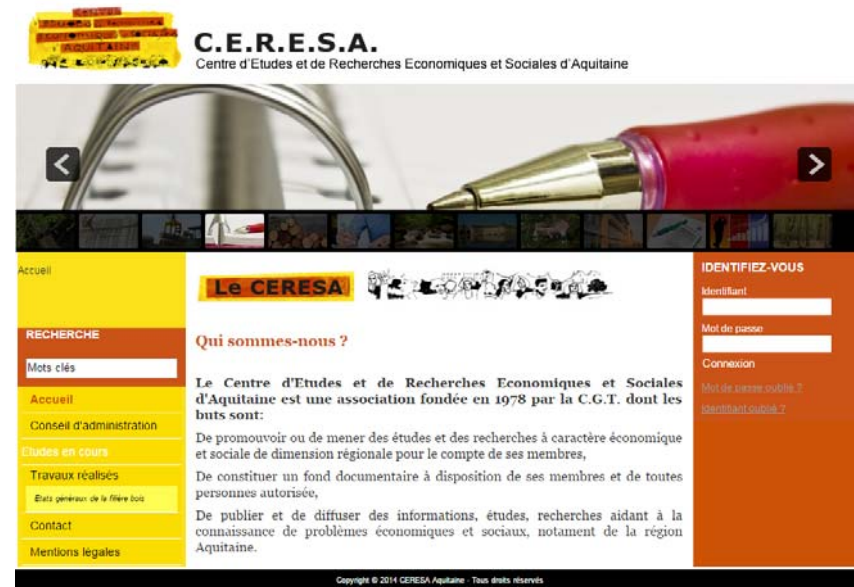 AQUITAINE
C.E.R.E.S.A.
Centre d'Etudes et de Recherches Economiques et Sociales d'Aquitaine
Accueil
RECHERCHE
Mots clés
Accueil
Conseil d'administration
Etudes en cours
Travaux réalisés
Etats généraux de la filière bois
Contact
Mentions légales
Le CERESA
Qui sommes-nous ?
Le Centre d'Etudes et de Recherches Economiques et Sociales
d'Aquitaine est une association fondée en 1978 par la C.G.T. dont les
buts sont:
De promouvoir ou de mener des études et des recherches à caractère économique
et sociale de dimension régionale pour le compte de ses membres,
De constituer un fond documentaire à disposition de ses membres et de toutes
personnes autorisée,
De publier et de diffuser des informations, études, recherches aidant à la
connaissance de problèmes économiques et sociaux, notament de la région
Aquitaine.
IDENTIFIEZ-VOUS
Identifiant
Mot de passe
Connexion
Mot de passe oublié ?
Identifiant oublié ?
Copyright © 2014 CERESA Aquitaine - Tous droits réservés